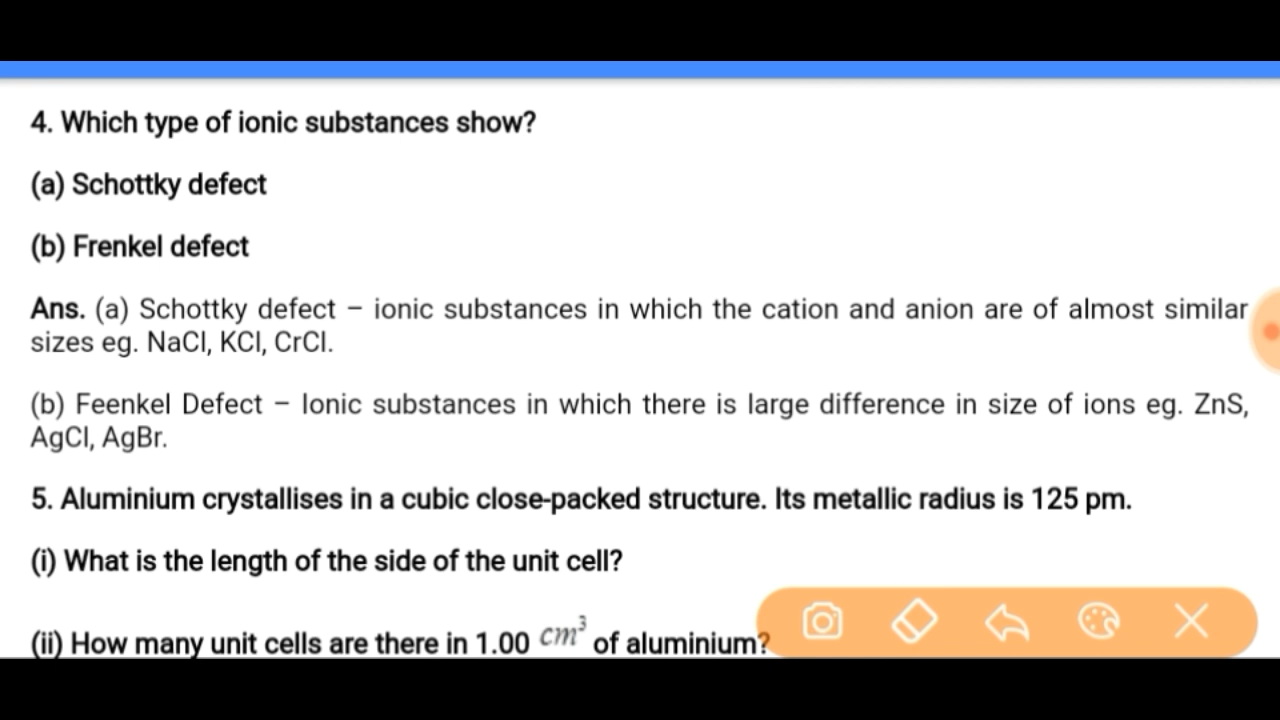 4. Which type of ionic substances show?
(a) Schottky defect
(b) Frenkel defect
Ans. (a) Schottky defect – ionic substances in which the cation and anion are of almost similar
sizes eg. NaCl, KCl, CrCl.
(b) Feenkel Defect – Ionic substances in which there is large difference in size of ions eg. ZnS,
AgCl, AgBr.
5. Aluminium crystallises in a cubic close-packed structure. Its metallic radius is 125 pm.
(i) What is the length of the side of the unit cell?
(ii) How many unit cells are there in 1.00 cm³ of aluminium?